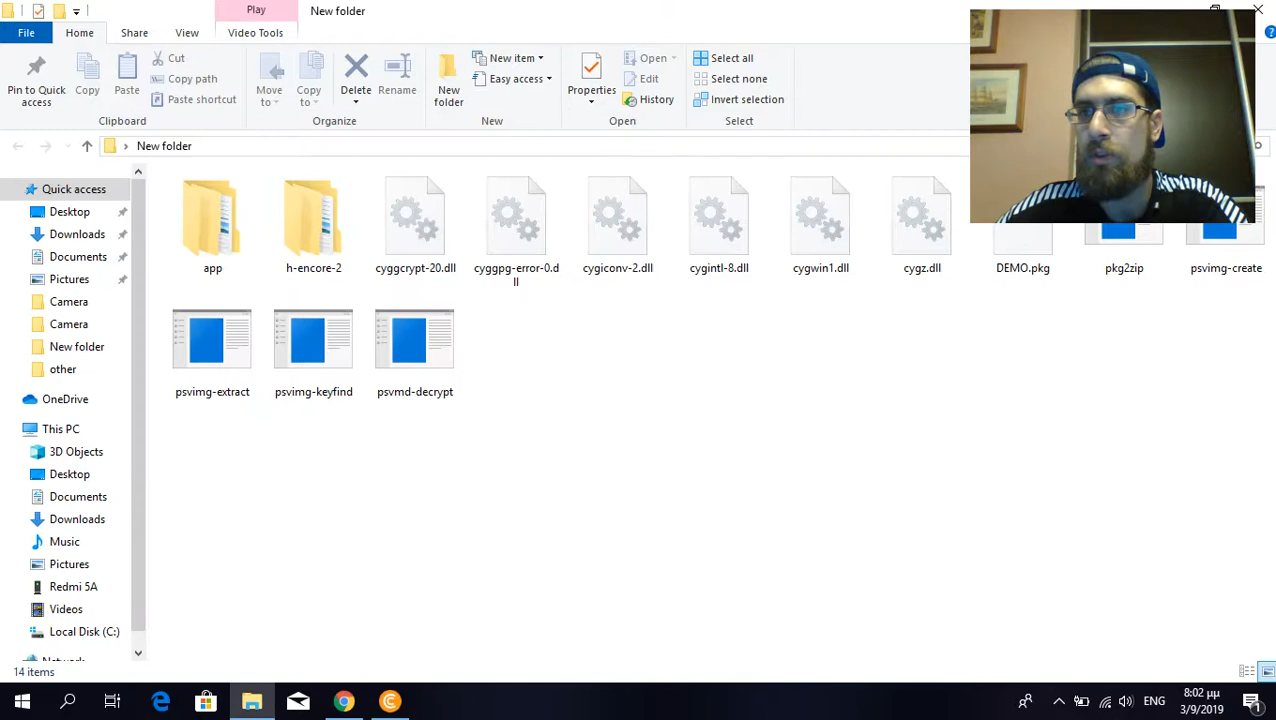 Play
New folder
File
Home
Share
View
Video Tools
Pin to Quick access
Copy
Paste
Cut
Copy path
Paste shortcut
Clipboard
Move to
Copy to
Delete
Rename
Organize
New folder
New item
Easy access
New
Properties
Open
Edit
History
Open
Select all
Select none
Invert selection
Select
New folder
Quick access
Desktop
Downloads
Documents
Pictures
Camera
Camera
New folder
other
OneDrive
This PC
3D Objects
Desktop
Documents
Downloads
Music
Pictures
Redmi 5A
Videos
Local Disk (C:)
Network
app
h-encore-2
cyggcrypt-20.dll
cyggpg-error-0.d
ll
cygiconv-2.dll
cygintl-8.dll
cygwin1.dll
cygz.dll
DEMO.pkg
pkg2zip
psvimg-create
psvimg-extract
psvimg-keyfind
psvmd-decrypt
14 items
ENG
8:02 μμ
3/9/2019
1